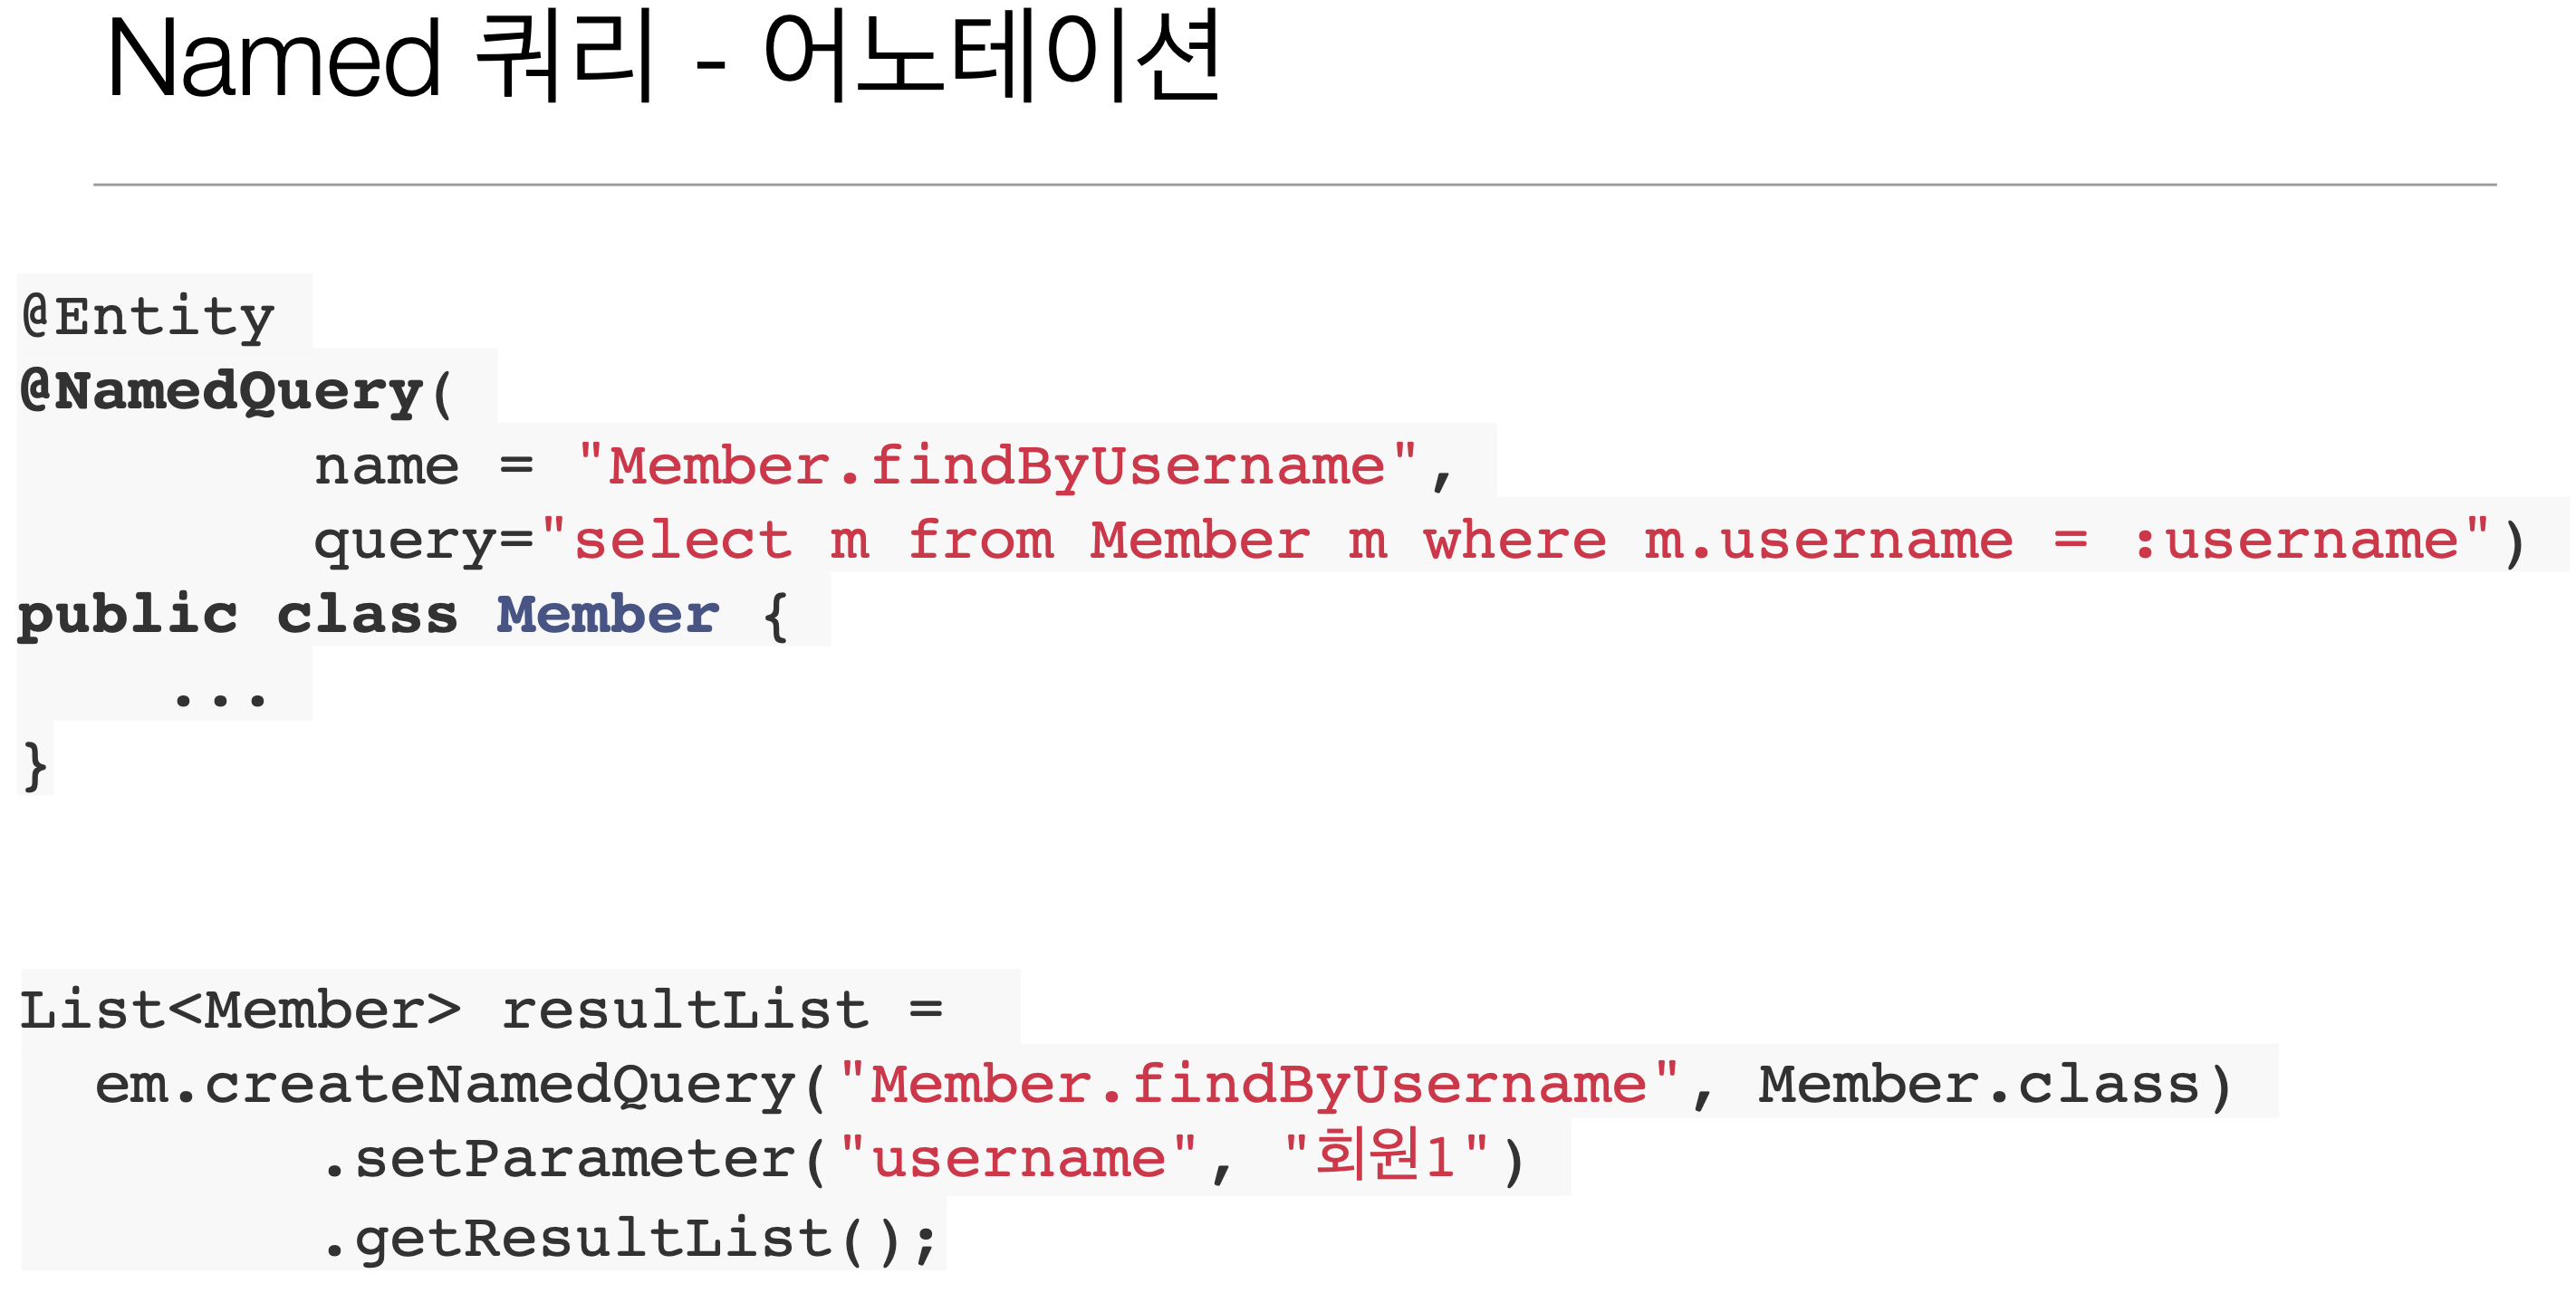 Named 쿼리 - 어노테이션
@Entity
@NamedQuery(
        name = "Member.findByUsername",
        query="select m from Member m where m.username = :username")
public class Member {
    ...
}
List<Member> resultList =
  em.createNamedQuery("Member.findByUsername", Member.class)
        .setParameter("username", "회원1")
        .getResultList();